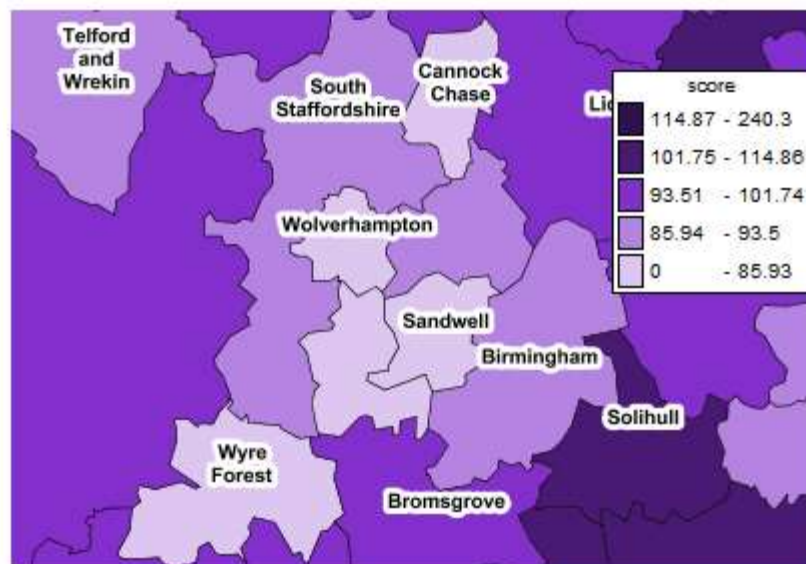 Telford
and
Wrekin
South
Staffordshire
Cannock
Chase
score
114.87 - 240.3
101.75 - 114.86
93.51 - 101.74
85.94 - 93.5
0 - 85.93
Wolverhampton
Sandwell
Birmingham
Solihull
Wyre
Forest
Bromsgrove